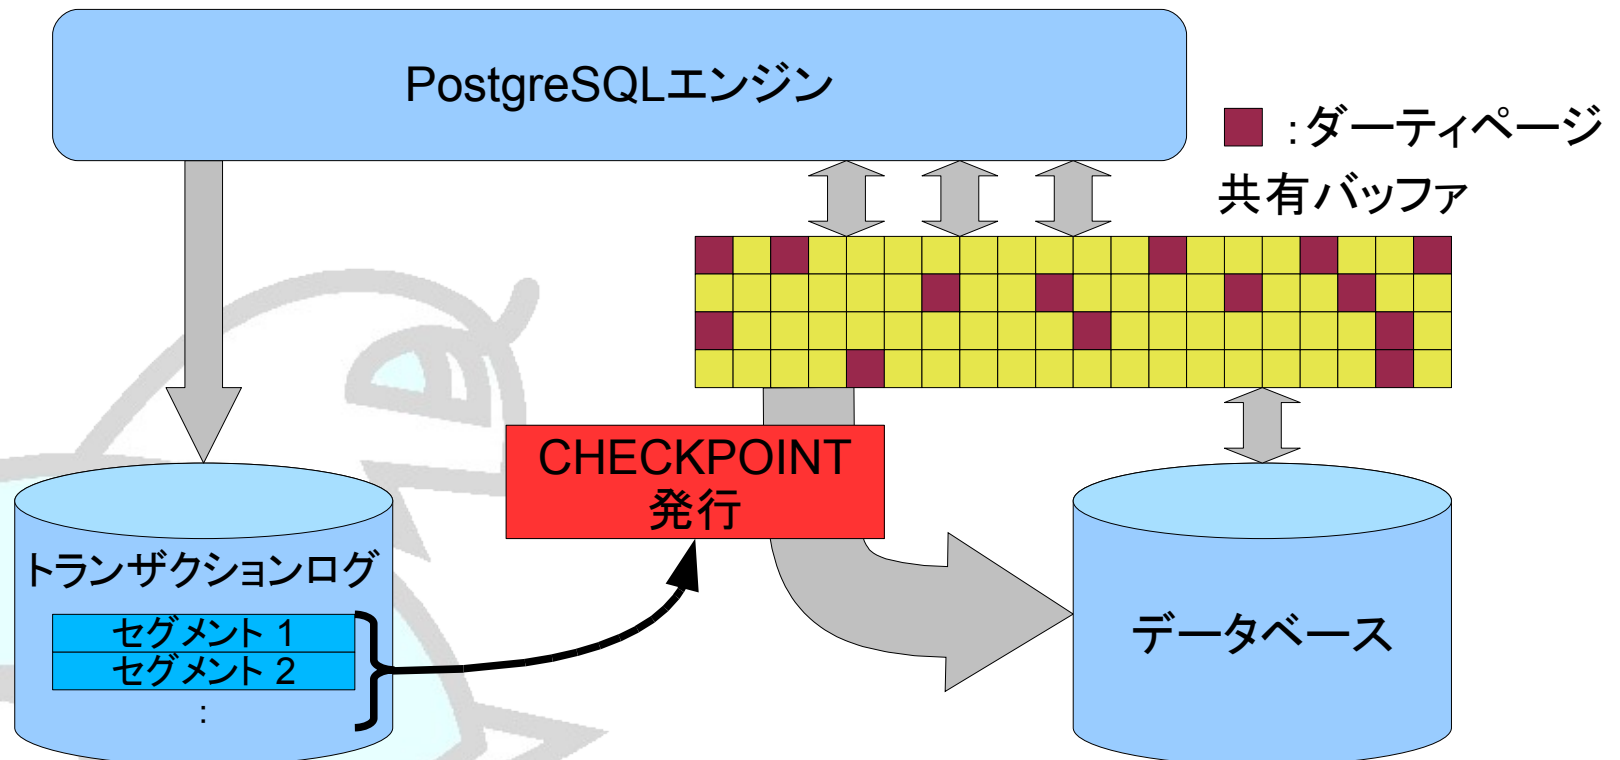 PostgreSQLエンジン
:ダーティページ
共有バッファ
CHECKPOINT
発行
トランザクションログ
セグメント 1
セグメント 2
:
データベース